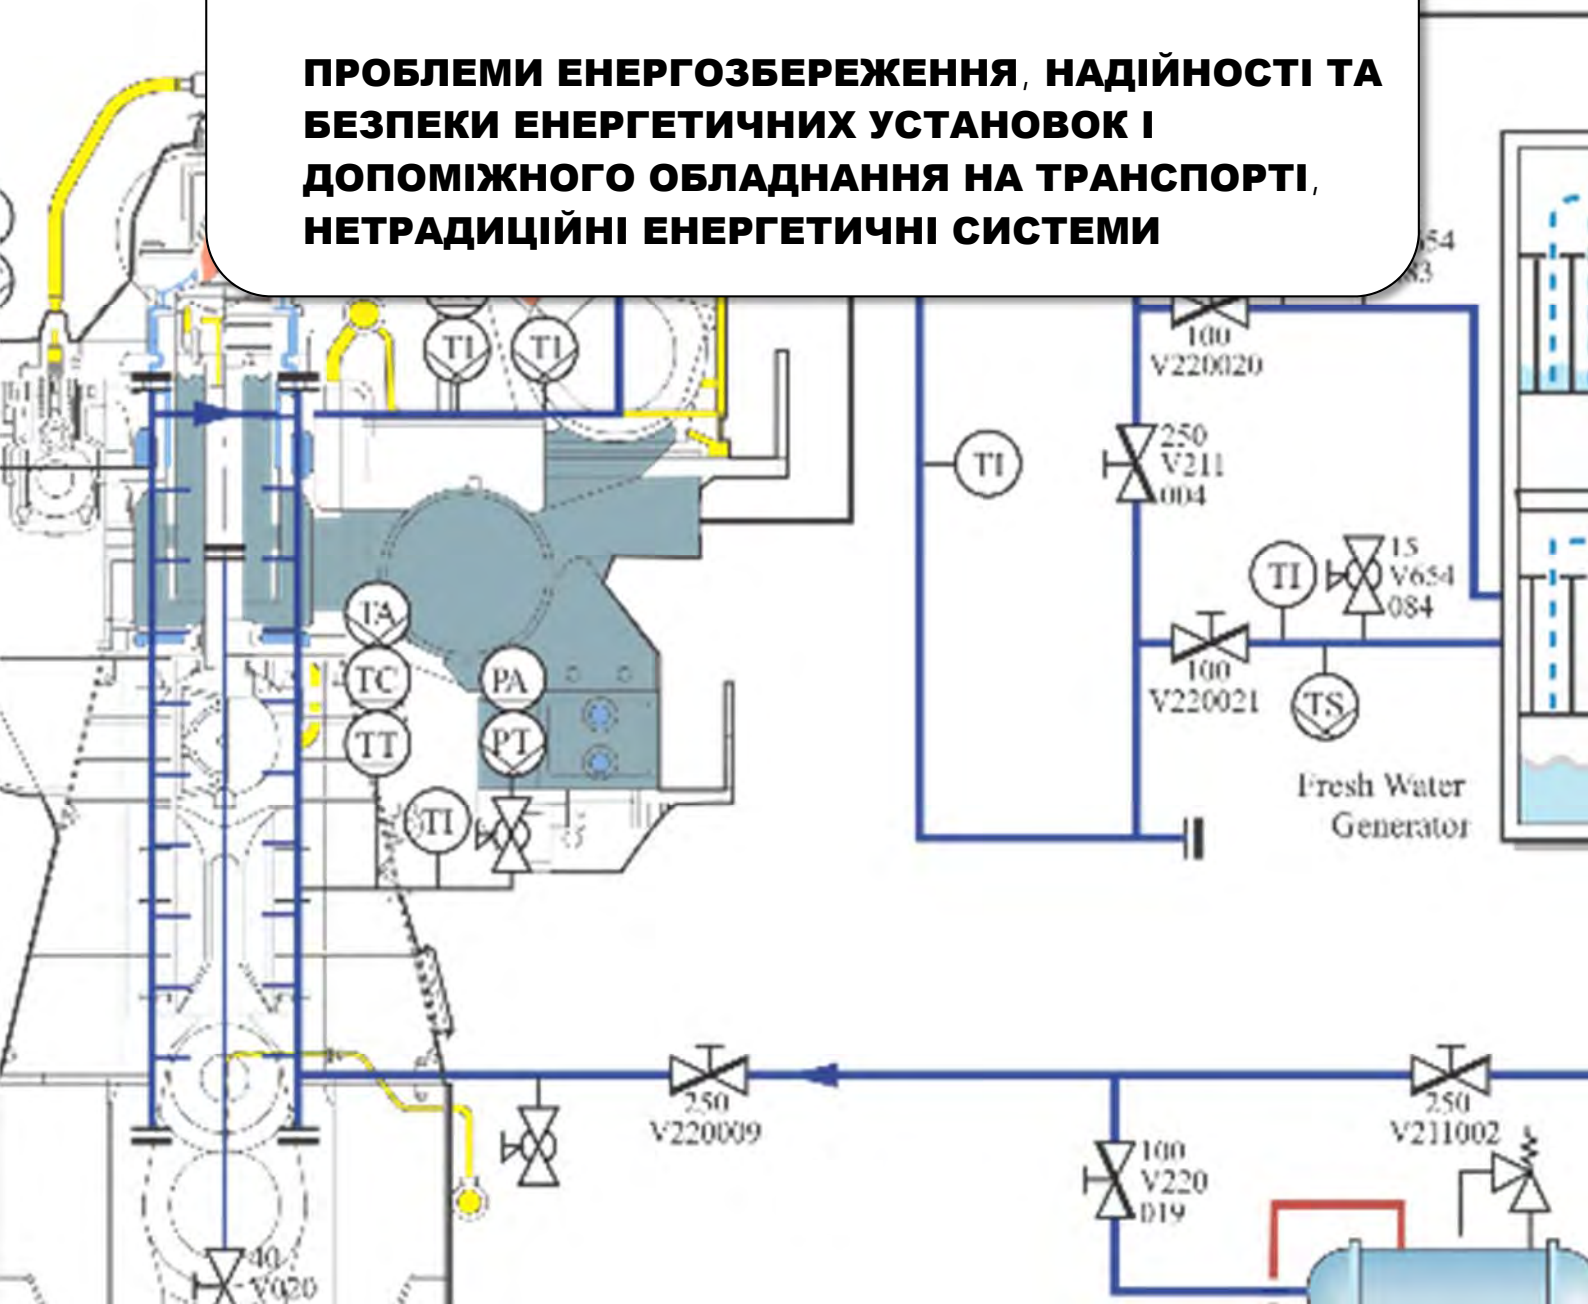 ПРОБЛЕМИ ЕНЕРГОЗБЕРЕЖЕННЯ, НАДІЙНОСТІ ТА
БЕЗПЕКИ ЕНЕРГЕТИЧНИХ УСТАНОВОК І
ДОПОМІЖНОГО ОБЛАДНАННЯ НА ТРАНСПОРТІ,
НЕТРАДИЦІЙНІ ЕНЕРГЕТИЧНІ СИСТЕМИ
TI
TI
100
V220020
TI
250
V211
004
TI
15
V654
084
100
V220021
TS
TA
TC
TT
PA
PT
TI
Fresh Water
Generator
250
V220009
250
V211002
100
V220
019
40
V020